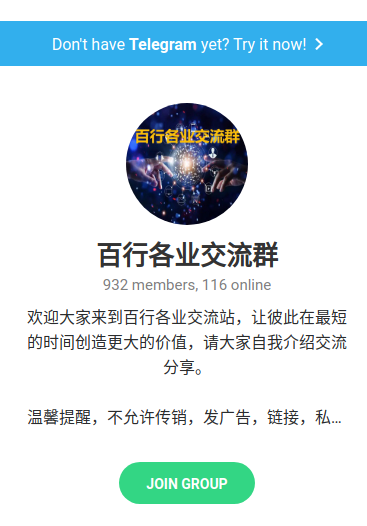 Don't have Telegram yet? Try it now!
百行各业交流群
百行各业交流群
932 members, 116 online
欢迎大家来到百行各业交流站，让彼此在最短
的时间创造更大的价值，请大家自我介绍交流
分享。
温馨提醒，不允许传销，发广告，链接，私...
JOIN GROUP